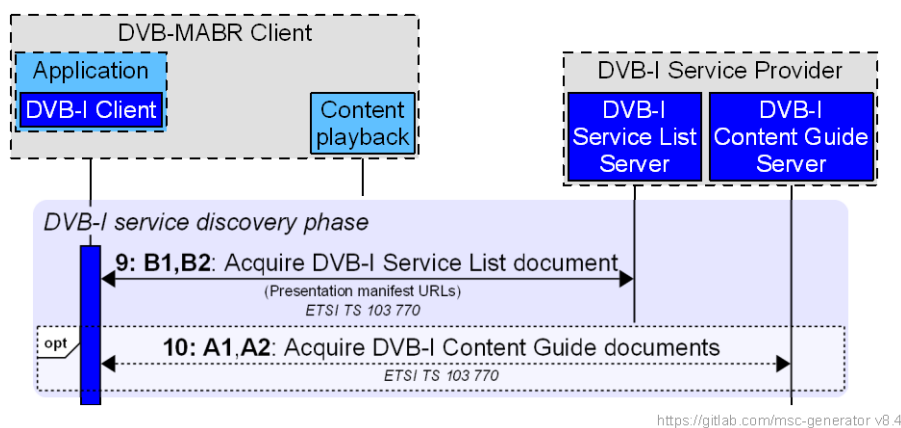 DVB-MABR Client
Application
DVB-I Client
Content
playback
DVB-I Service Provider
DVB-I
Service List
Server
DVB-I
Content Guide
Server
DVB-I service discovery phase
9: B1,B2: Acquire DVB-I Service List document
(Presentation manifest URLs)
ETSI TS 103 770
opt
10: A1,A2: Acquire DVB-I Content Guide documents
ETSI TS 103 770
https://gitlab.com/msc-generator v8.4